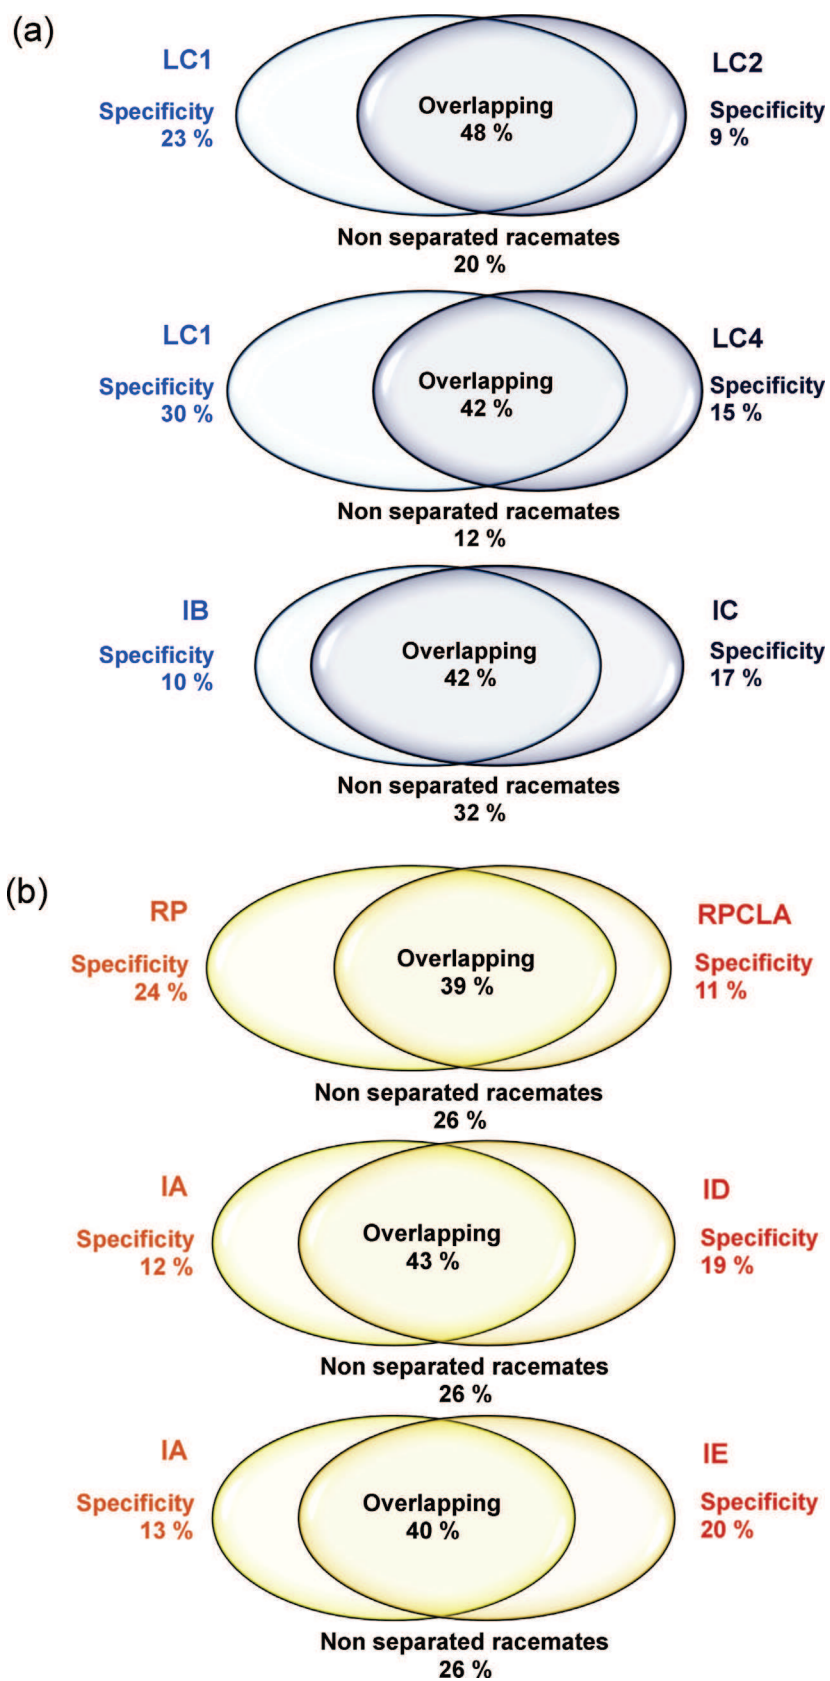 (a)
LC1
LC2
Specificity
23 %
Overlapping
48 %
Specificity
9 %
Non separated racemates
20 %
LC1
LC4
Specificity
30 %
Overlapping
42 %
Specificity
15 %
Non separated racemates
12 %
IB
IC
Specificity
10 %
Overlapping
42 %
Specificity
17 %
Non separated racemates
32 %
(b)
RP
RPCLA
Specificity
24 %
Overlapping
39 %
Specificity
11 %
Non separated racemates
26 %
IA
ID
Specificity
12 %
Overlapping
43 %
Specificity
19 %
Non separated racemates
26 %
IA
IE
Specificity
13 %
Overlapping
40 %
Specificity
20 %
Non separated racemates
26 %